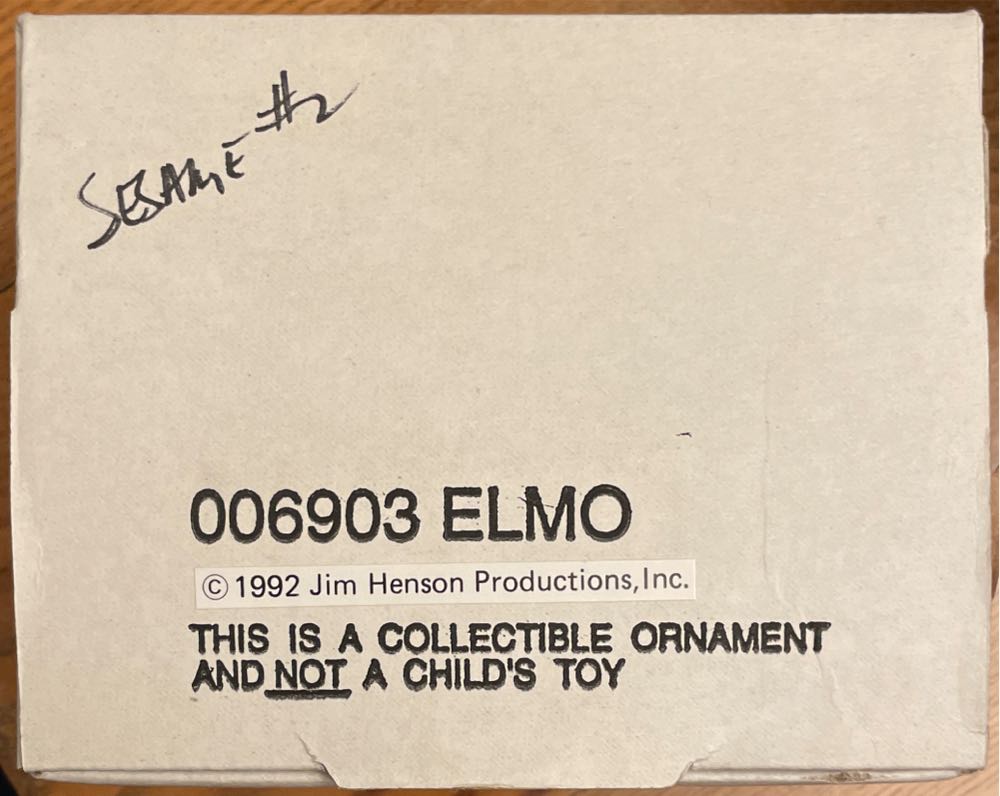 SESAME #2
006903 ELMO
© 1992 Jim Henson Productions, Inc.
THIS IS A COLLECTIBLE ORNAMENT
AND NOT A CHILD'S TOY